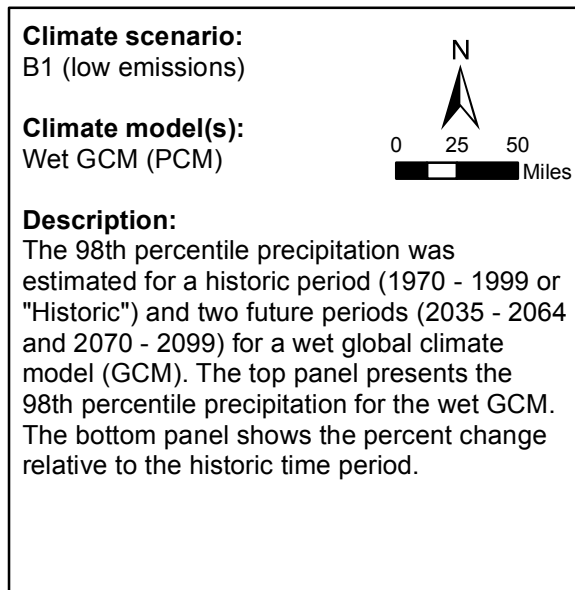 Climate scenario:
B1 (low emissions)
N
Climate model(s):
Wet GCM (PCM)
0 25 50
Miles
Description:
The 98th percentile precipitation was
estimated for a historic period (1970 - 1999 or
"Historic") and two future periods (2035 - 2064
and 2070 - 2099) for a wet global climate
model (GCM). The top panel presents the
98th percentile precipitation for the wet GCM.
The bottom panel shows the percent change
relative to the historic time period.